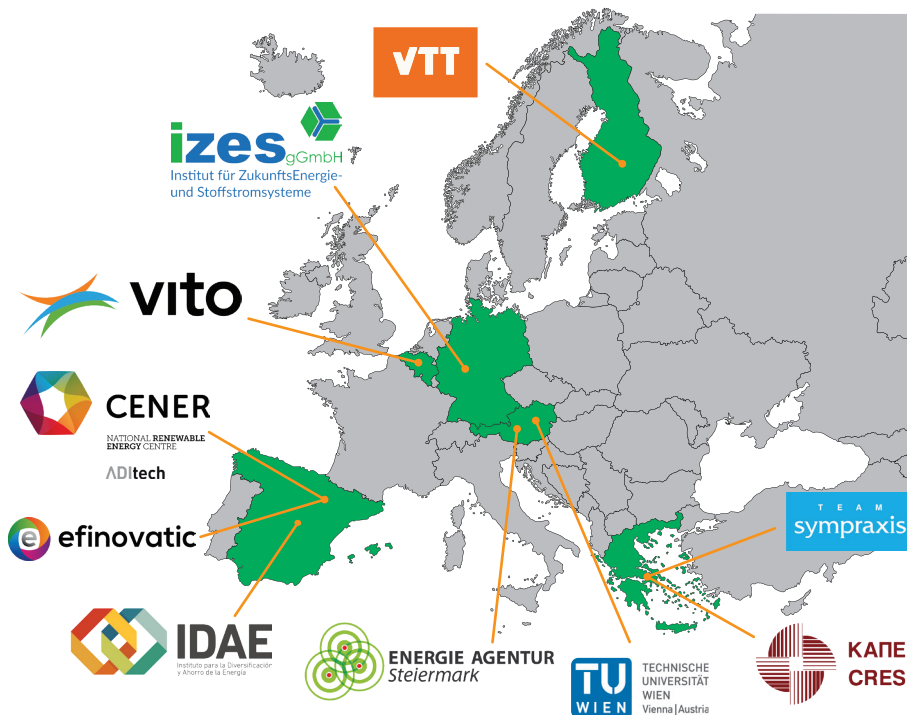 VTT
izes gGmbH
Institut für ZukunftsEnergie-
und Stoffstromsysteme
vito
CENER
NATIONAL RENEWABLE
ENERGY CENTRE
ADItech
e efinovatic
TEAM
sympraxis
IDAE
Instituto para la Diversificación
y Ahorro de la Energía
ENERGIE AGENTUR
Steiermark
TU
WIEN
TECHNISCHE
UNIVERSITÄT
WIEN
Vienna | Austria
ΚΑΠΕ
CRES